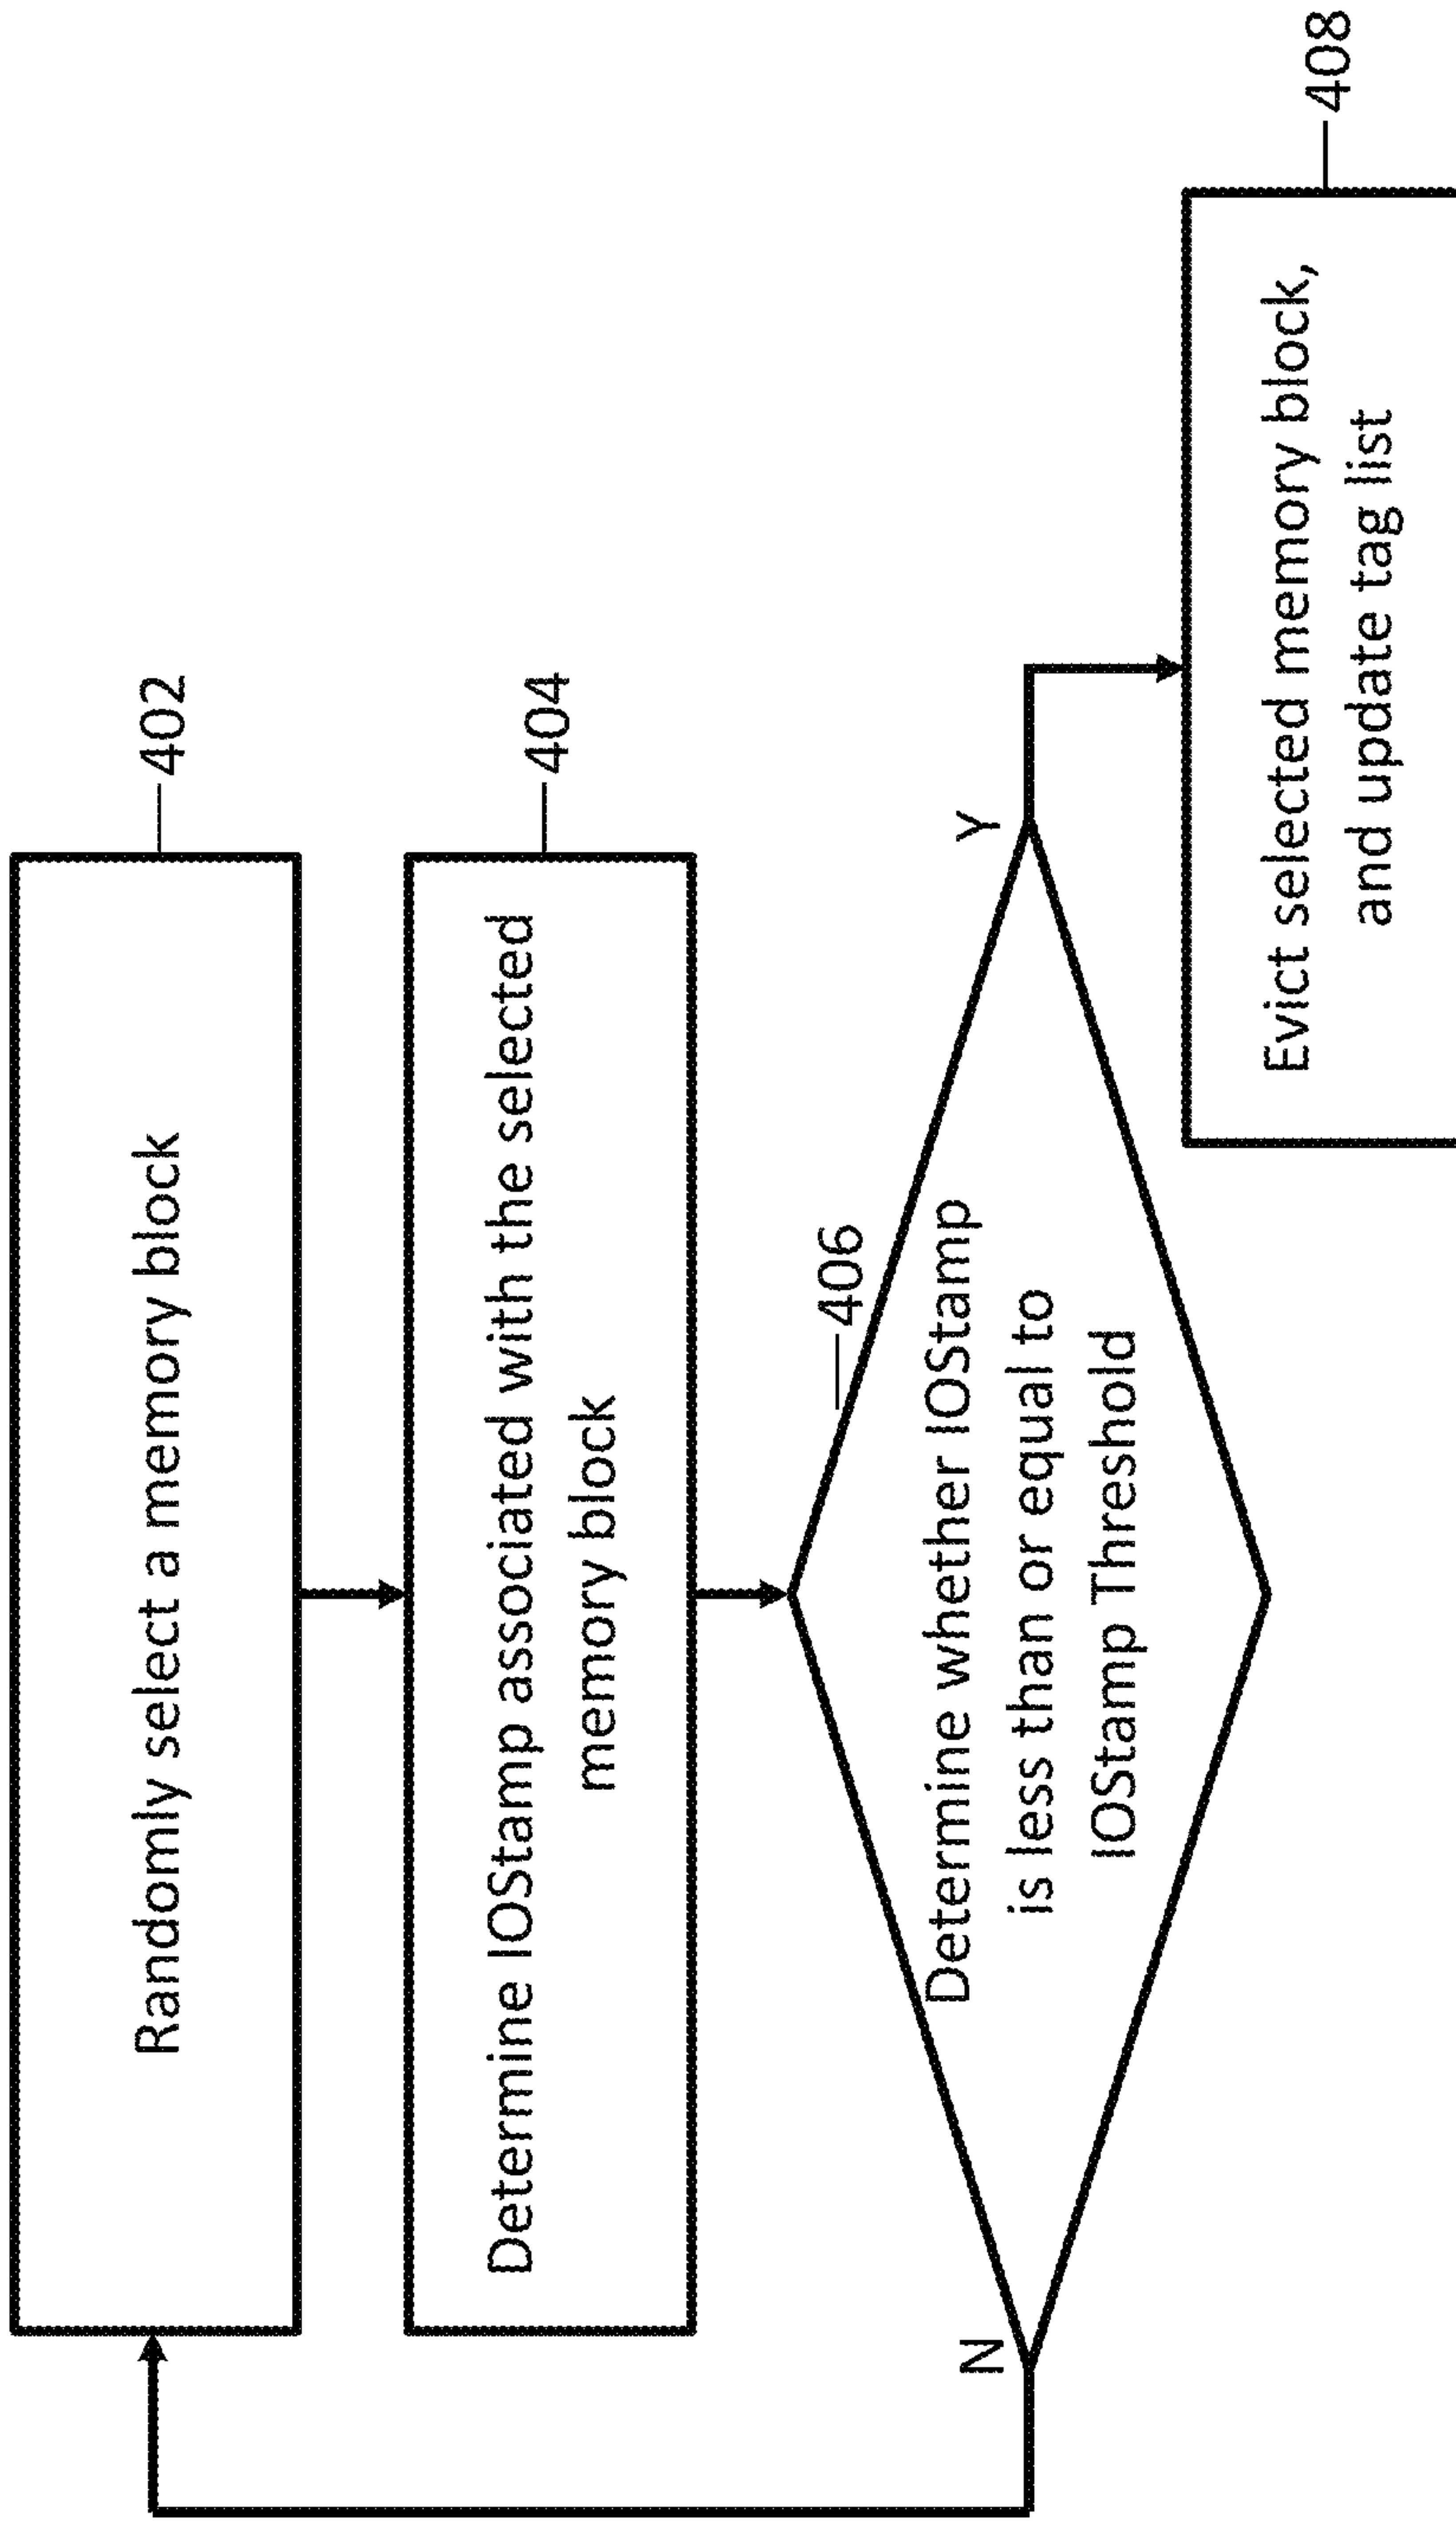 Randomly select a memory block
402
Determine IOStamp associated with the selected
memory block
404
406
Determine whether IOStamp
is less than or equal to
IOStamp Threshold
N
Y
Evict selected memory block,
and update tag list
408